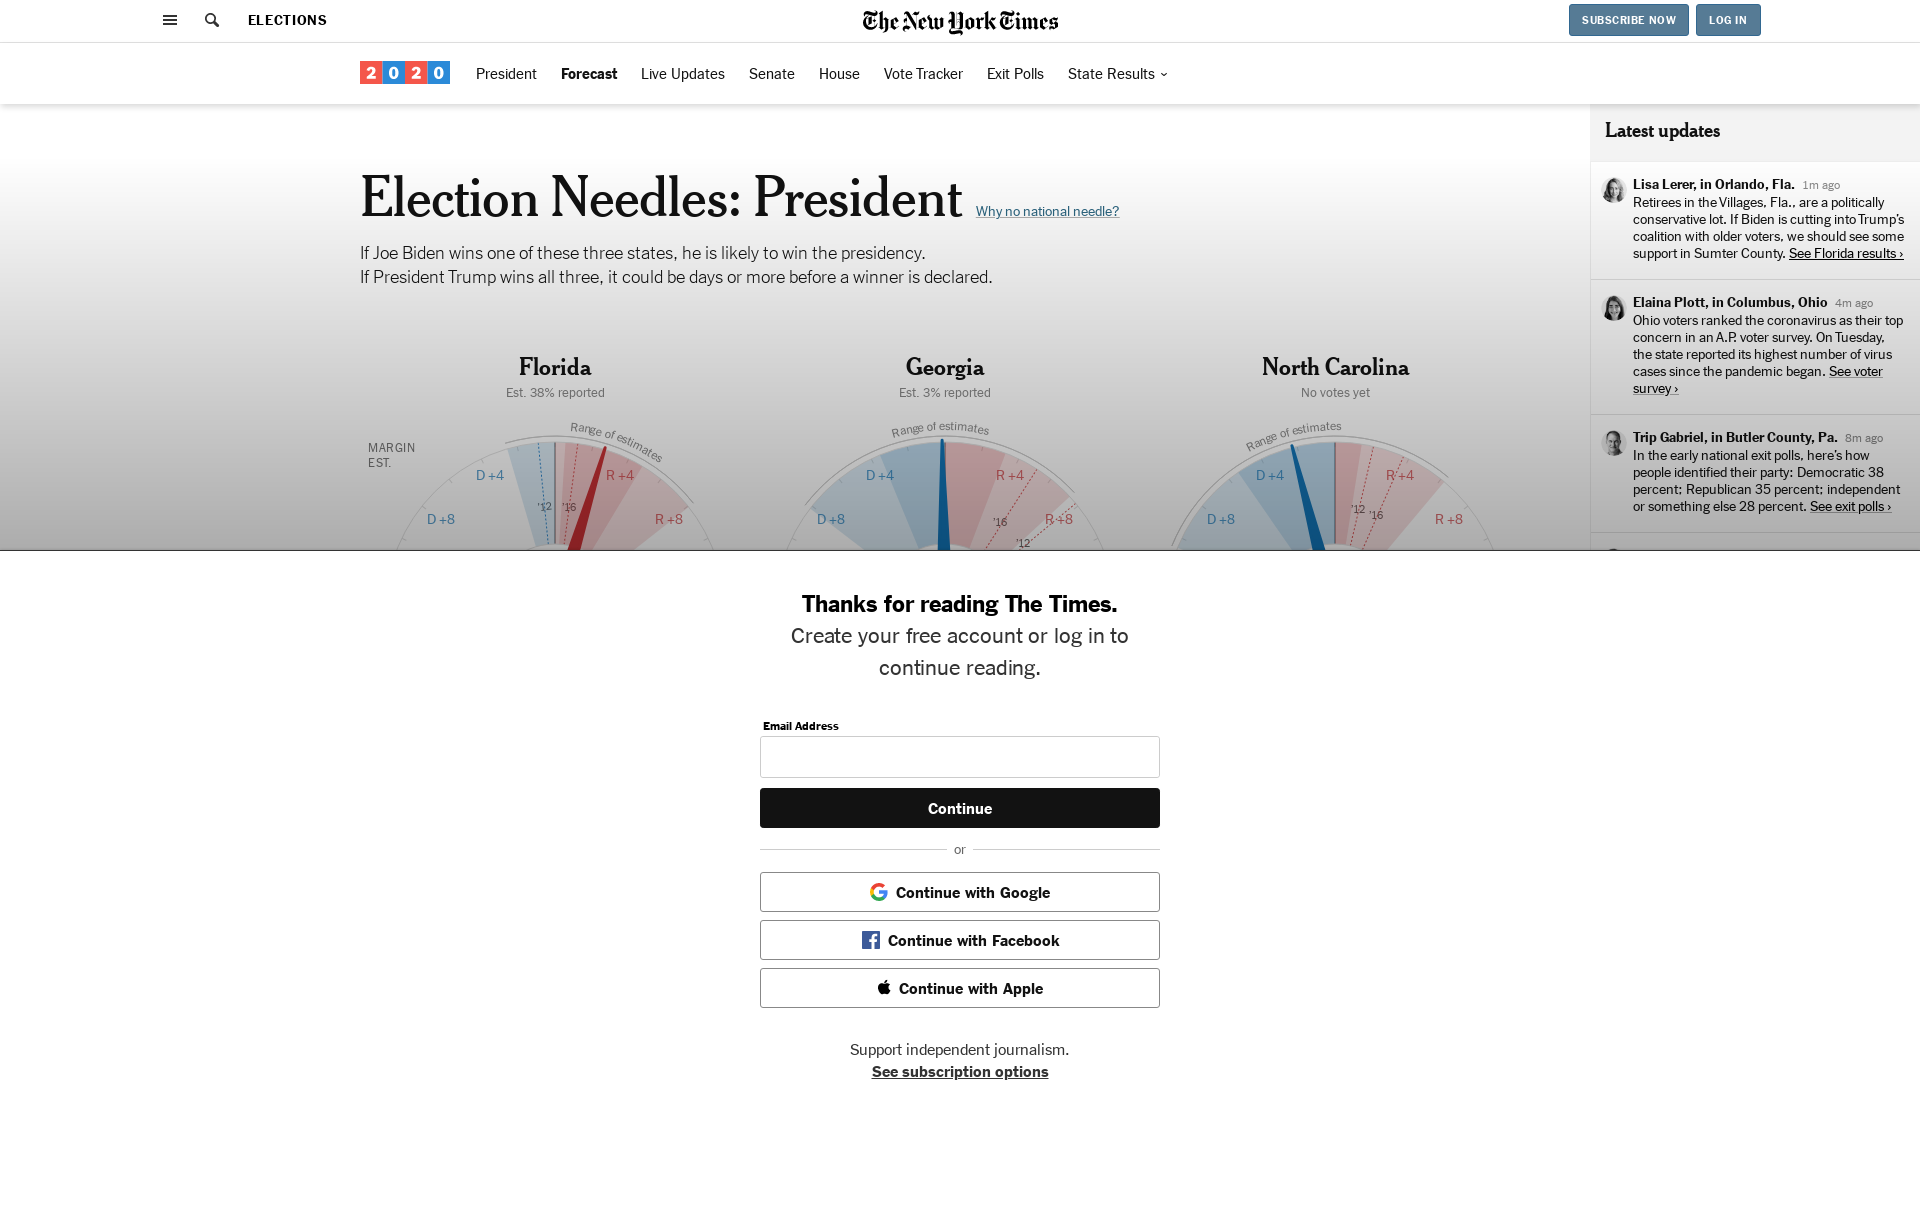 ELECTIONS
The New York Times
SUBSCRIBE NOW
LOG IN
2020
President
Forecast
Live Updates
Senate
House
Vote Tracker
Exit Polls
State Results
Election Needles: President
Why no national needle?
If Joe Biden wins one of these three states, he is likely to win the presidency.
If President Trump wins all three, it could be days or more before a winner is declared.
Florida
Est. 38% reported
MARGIN
EST.
Range of estimates
D +4
R +4
'12
'16
D +8
R +8
Georgia
Est. 3% reported
Range of estimates
D +4
R +4
D +8
'16
R +8
'12
North Carolina
No votes yet
Range of estimates
D +4
R +4
D +8
'12
'16
R +8
Latest updates
Lisa Lerer, in Orlando, Fla. 1m ago
Retirees in the Villages, Fla., are a politically
conservative lot. If Biden is cutting into Trump's
coalition with older voters, we should see some
support in Sumter County. See Florida results ›
Elaina Plott, in Columbus, Ohio 4m ago
Ohio voters ranked the coronavirus as their top
concern in an A.P. voter survey. On Tuesday,
the state reported its highest number of virus
cases since the pandemic began. See voter
survey ›
Trip Gabriel, in Butler County, Pa. 8m ago
In the early national exit polls, here's how
people identified their party: Democratic 38
percent; Republican 35 percent; independent
or something else 28 percent. See exit polls ›
Thanks for reading The Times.
Create your free account or log in to
continue reading.
Email Address
Continue
or
Continue with Google
Continue with Facebook
Continue with Apple
Support independent journalism.
See subscription options